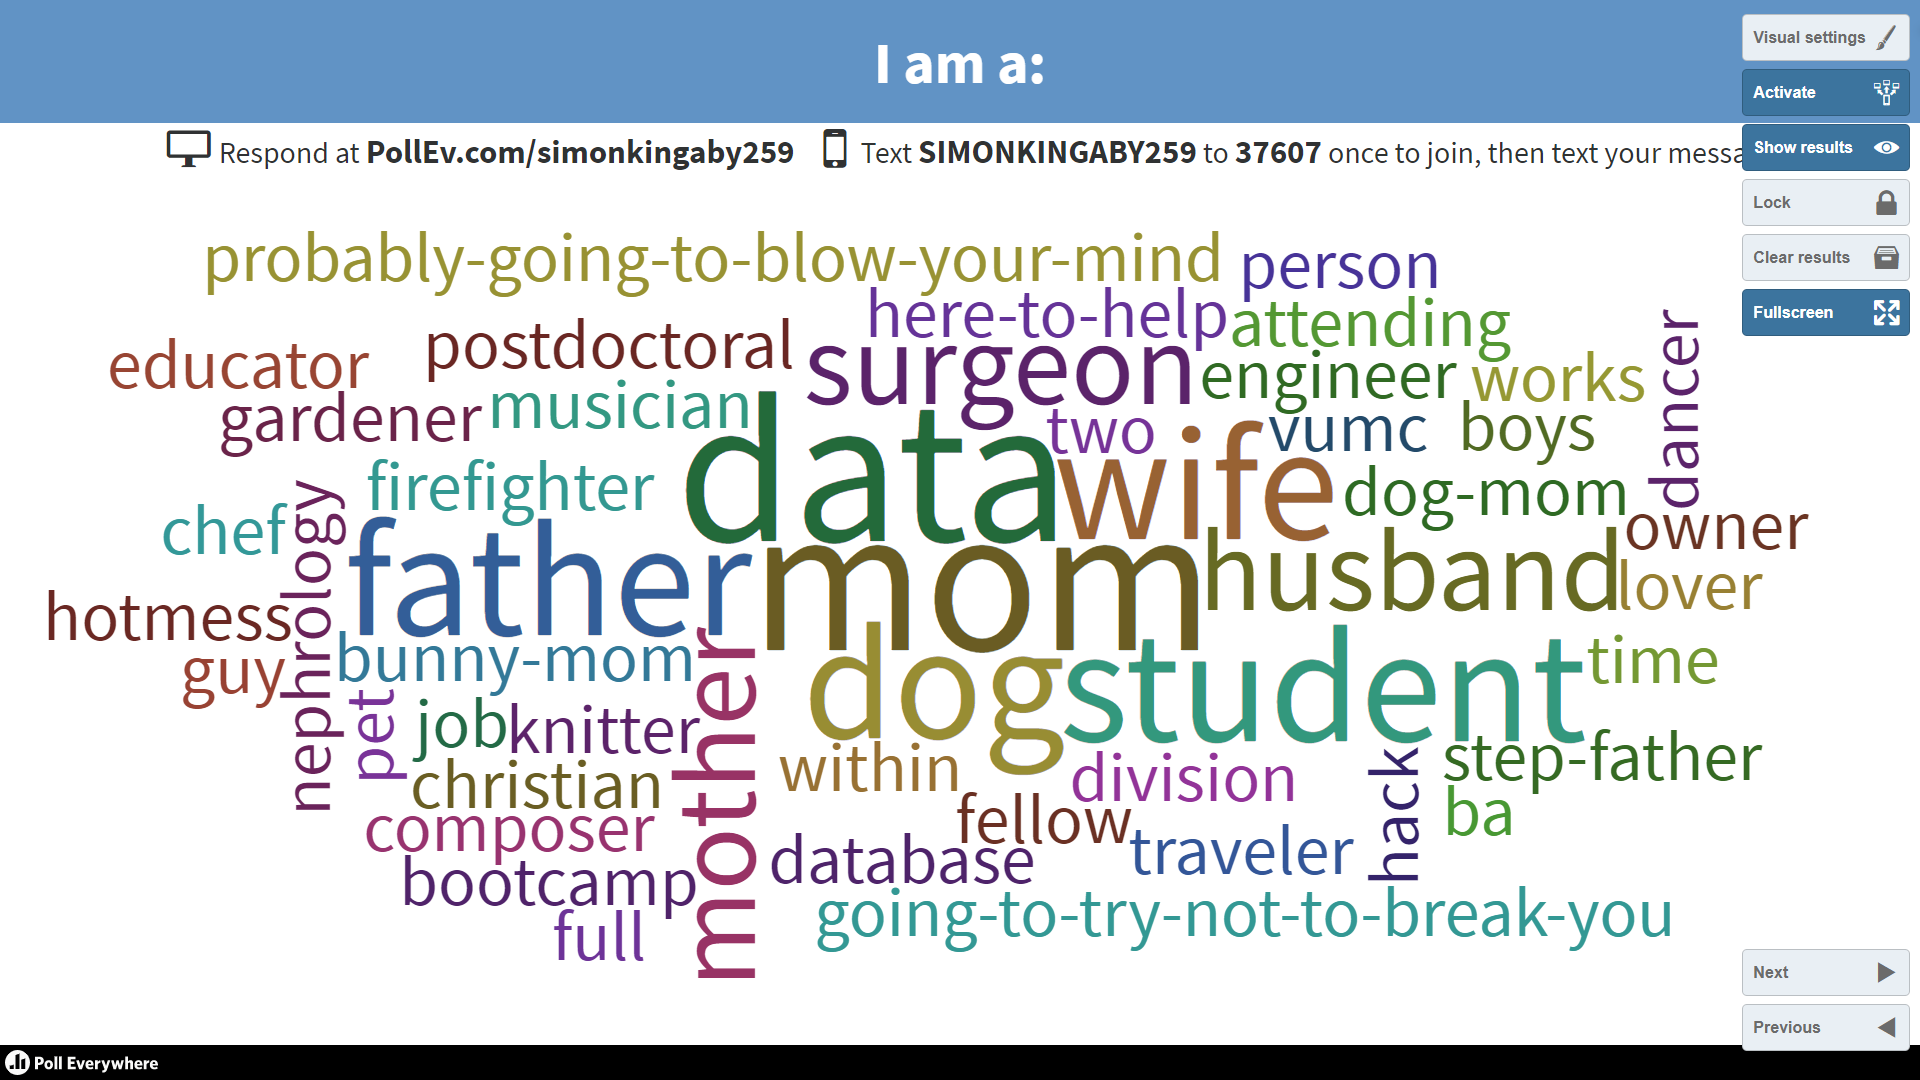 I am a:
Respond at PollEv.com/simonkingaby259
Text SIMONKINGABY259 to 37607 once to join, then text your messa
Visual settings
Activate
Show results
Lock
Clear results
Fullscreen
probably-going-to-blow-your-mind
person
here-to-help
attending
postdoctoral
educator
surgeon
engineer
works
dancer
gardener
musician
two
vumc
boys
data
wife
firefighter
dog-mom
chef
nephrology
owner
father
mom
husband
lover
hotmess
guy
bunny-mom
mother
dog
student
time
pet
job
knitter
christian
within
division
hack
step-father
composer
fellow
ba
database
traveler
bootcamp
full
going-to-try-not-to-break-you
Next
Previous
Poll Everywhere